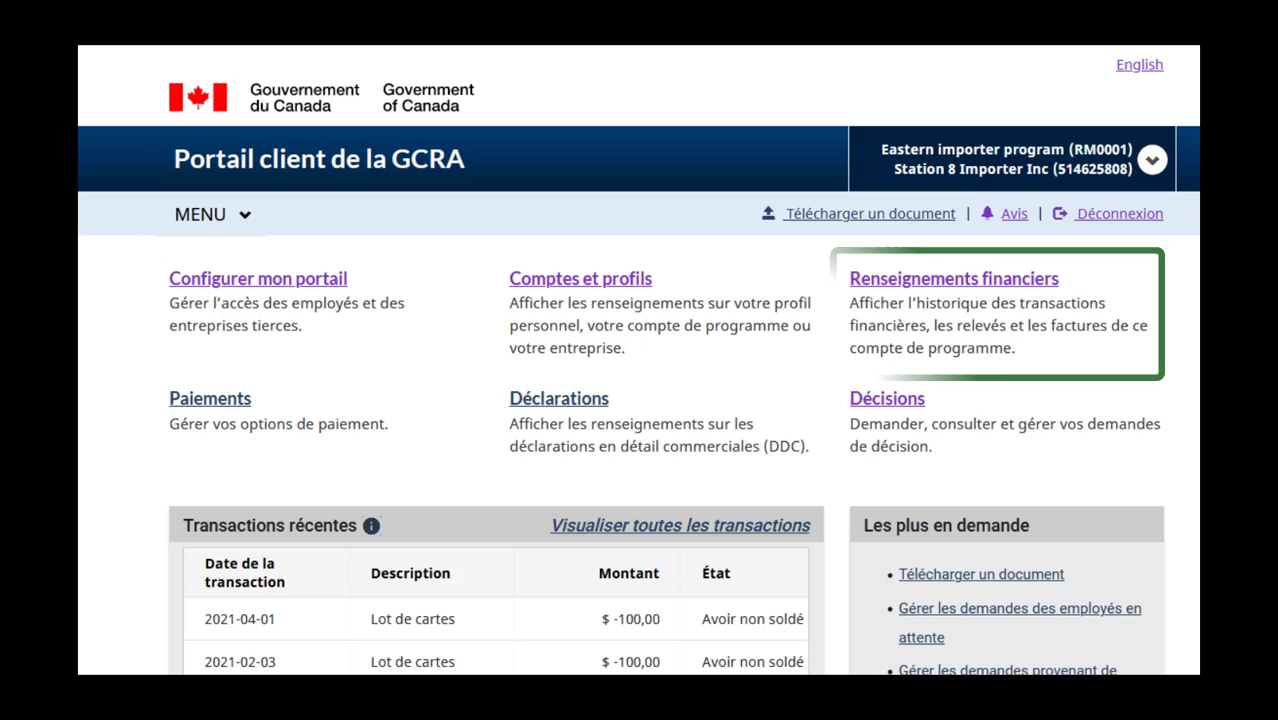 English
Gouvernement
du Canada
Government
of Canada
Portail client de la GCRA
Eastern importer program (RM0001)
Station 8 Importer Inc (514625808)
MENU
Télécharger un document | Avis | Déconnexion
Configurer mon portail
Gérer l'accès des employés et des
entreprises tierces.
Comptes et profils
Afficher les renseignements sur votre profil
personnel, votre compte de programme ou
votre entreprise.
Renseignements financiers
Afficher l'historique des transactions
financières, les relevés et les factures de ce
compte de programme.
Paiements
Gérer vos options de paiement.
Déclarations
Afficher les renseignements sur les
déclarations en détail commerciales (DDC).
Décisions
Demander, consulter et gérer vos demandes
de décision.
Transactions récentes
Visualiser toutes les transactions
Date de la
transaction
Description
Montant
État
2021-04-01
Lot de cartes
$ -100,00
Avoir non soldé
2021-02-03
Lot de cartes
$ -100,00
Avoir non soldé
Les plus en demande
• Télécharger un document
• Gérer les demandes des employés en
attente
• Gérer les demandes provenant de